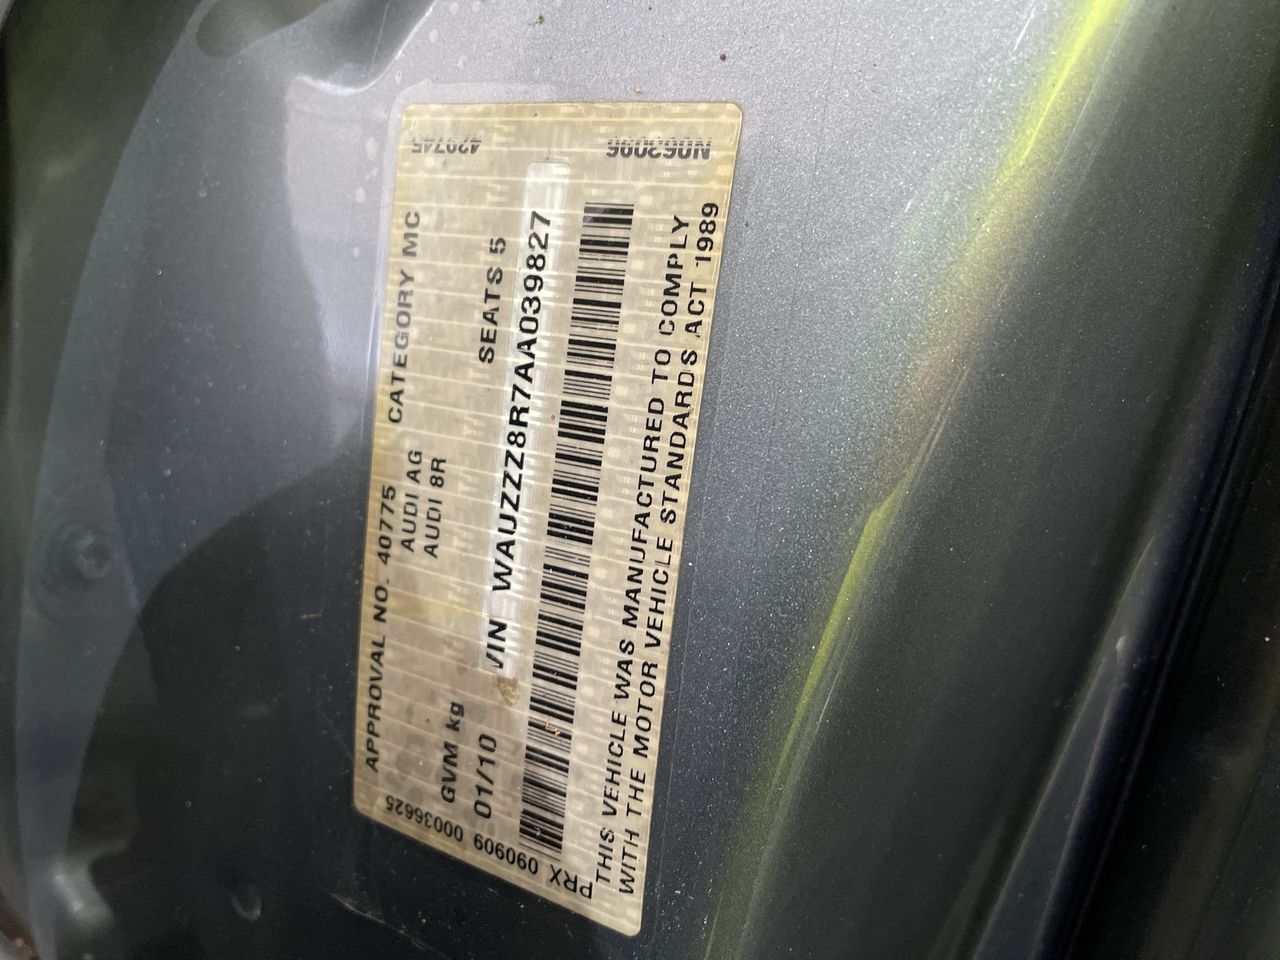 APPROVAL NO. 40775 CATEGORY MC
AUDI AG
AUDI 8R
GVM kg SEATS 5
01/10 VIN WAUZZZ8R7AA039827
THIS VEHICLE WAS MANUFACTURED TO COMPLY
WITH THE MOTOR VEHICLE STANDARDS ACT 1989
PRX 090909 00036625